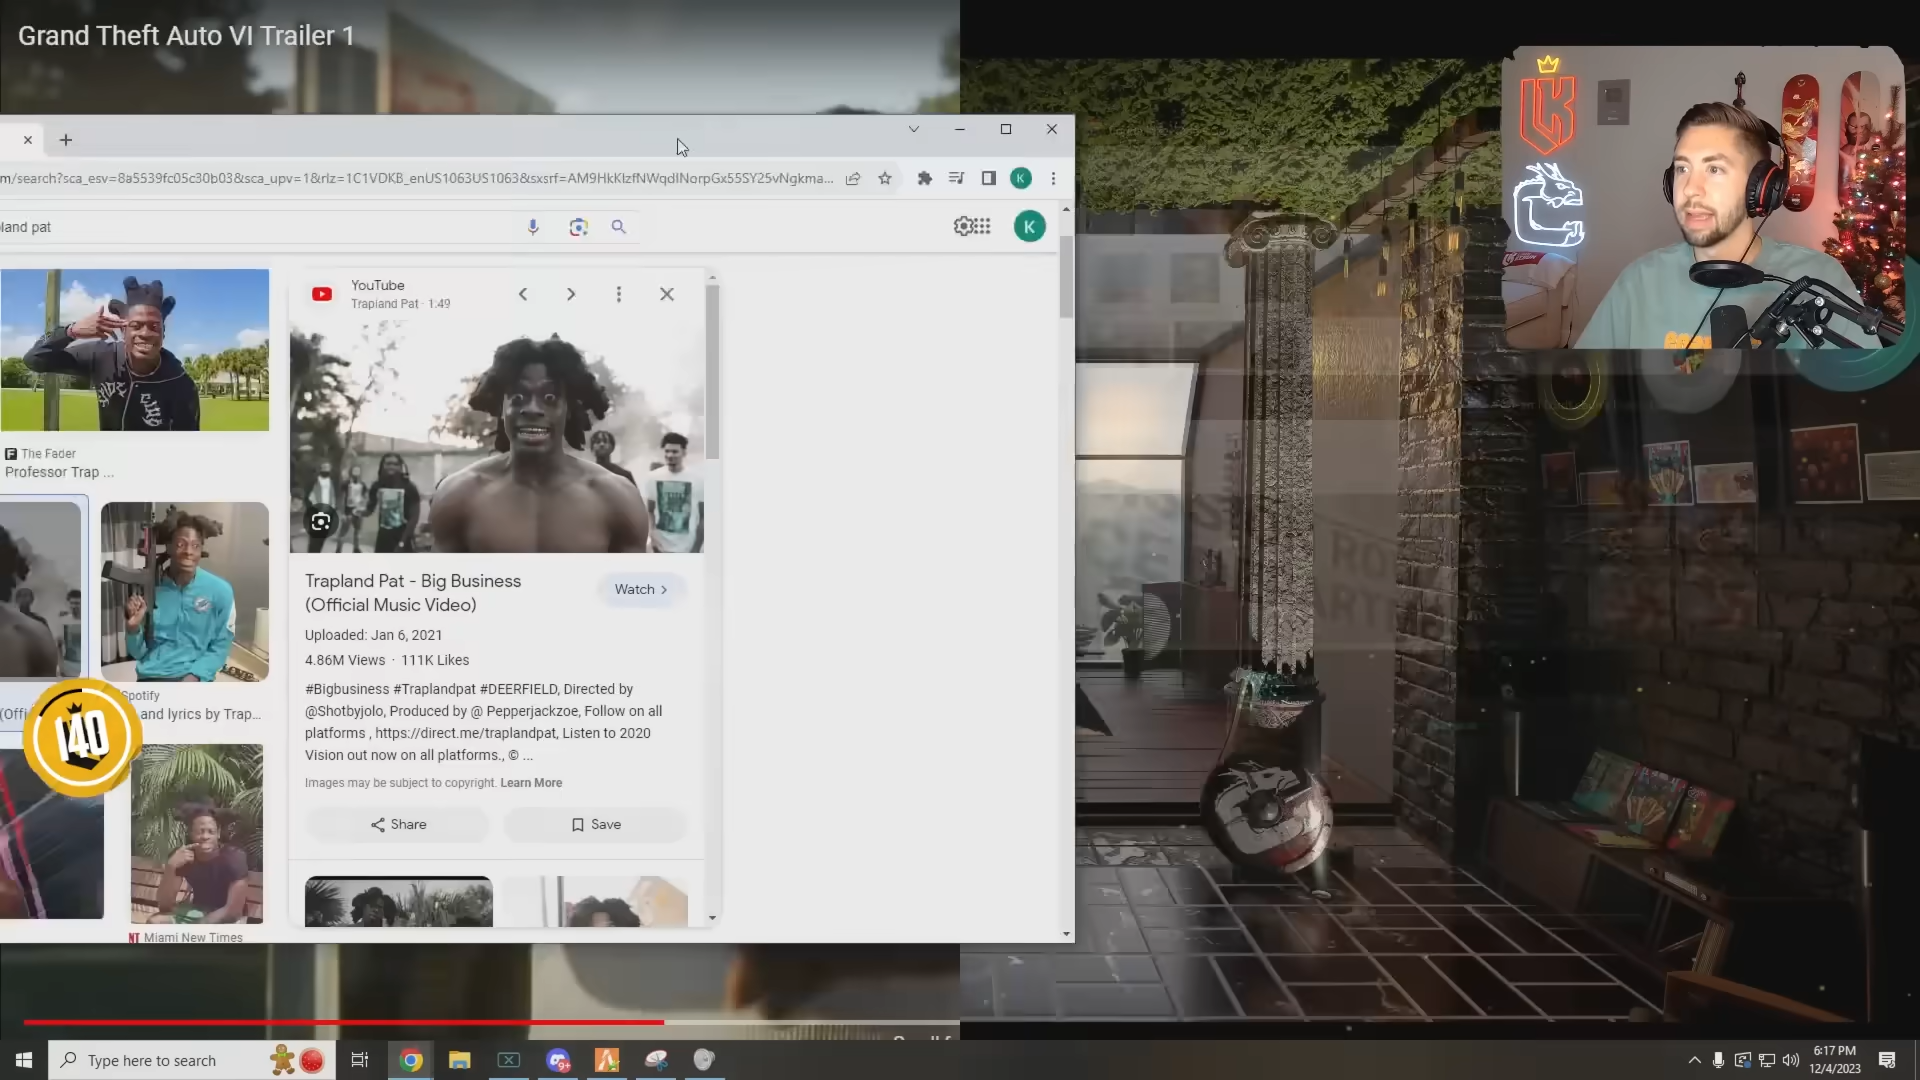 Grand Theft Auto VI Trailer 1
m/search?sca_esv=8a5539fc05c30b03&sca_upv=1&rlz=1C1VDKB_enUS1063US1063&sxsrf=AM9HkKlzfNWqdINorpGx55SY25vNgkma...
K
land pat
K
YouTube
Trapland Pat · 1:49
The Fader
Professor Trap ...
Trapland Pat - Big Business
(Official Music Video)
Watch
Uploaded: Jan 6, 2021
4.86M Views · 111K Likes
#Bigbusiness #Traplandpat #DEERFIELD, Directed by
@Shotbyjolo, Produced by @ Pepperjackzoe, Follow on all
platforms , https://direct.me/traplandpat, Listen to 2020
Vision out now on all platforms., © ...
Images may be subject to copyright. Learn More
Share
Save
Spotify
(Offi
and lyrics by Trap...
140
Miami New Times
LK
Type here to search
9+
6:17 PM
12/4/2023